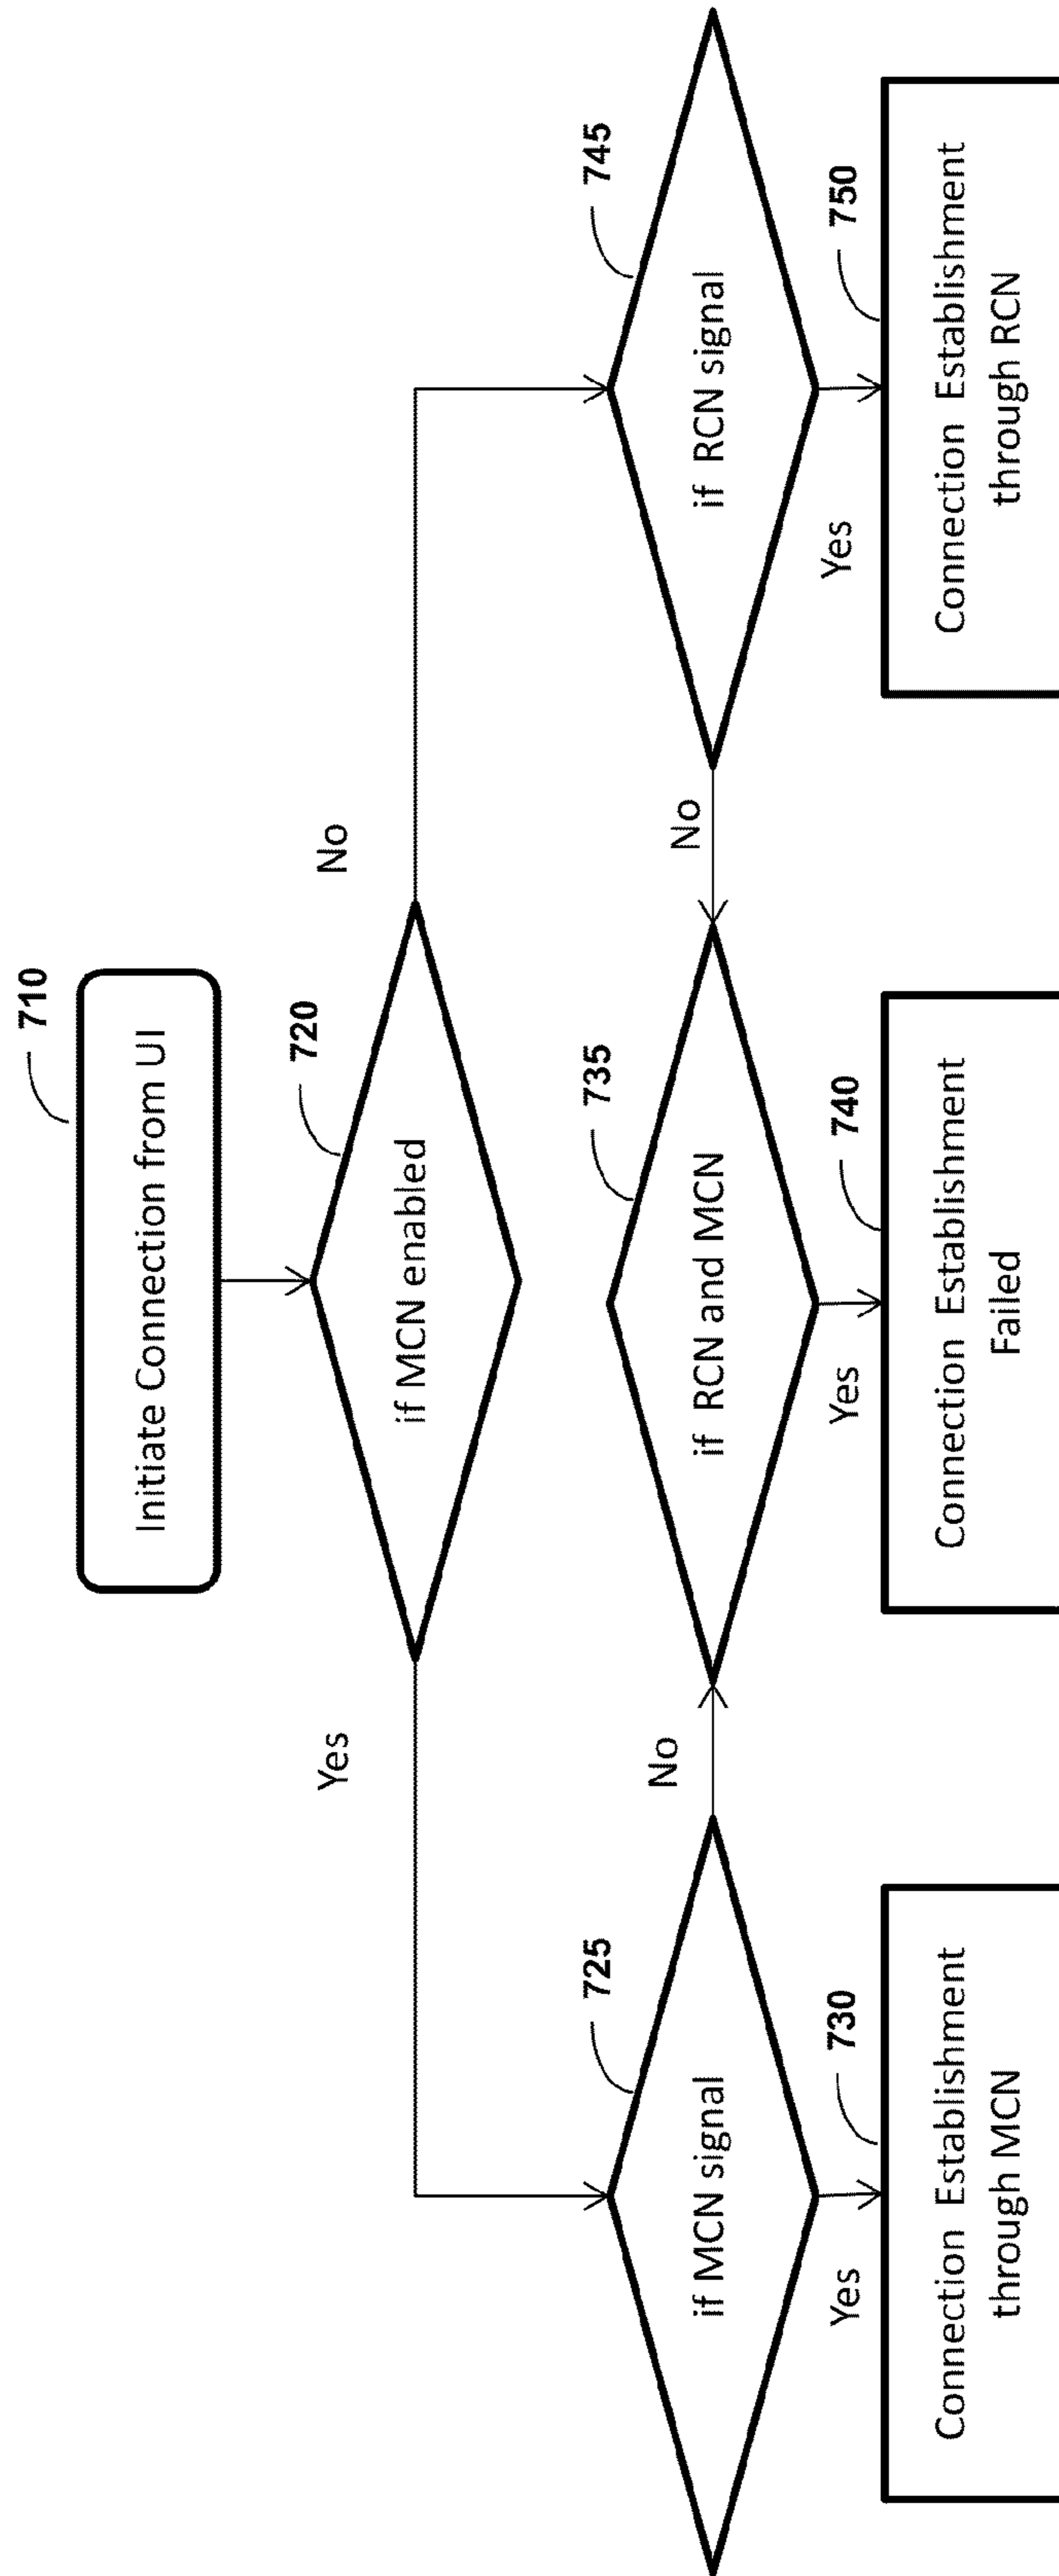 710
Initiate Connection from UI
720
if MCN enabled
Yes
No
725
if MCN signal
No
735
if RCN and MCN
No
745
if RCN signal
Yes
730
Connection Establishment
through MCN
Yes
740
Connection Establishment
Failed
Yes
750
Connection Establishment
through RCN